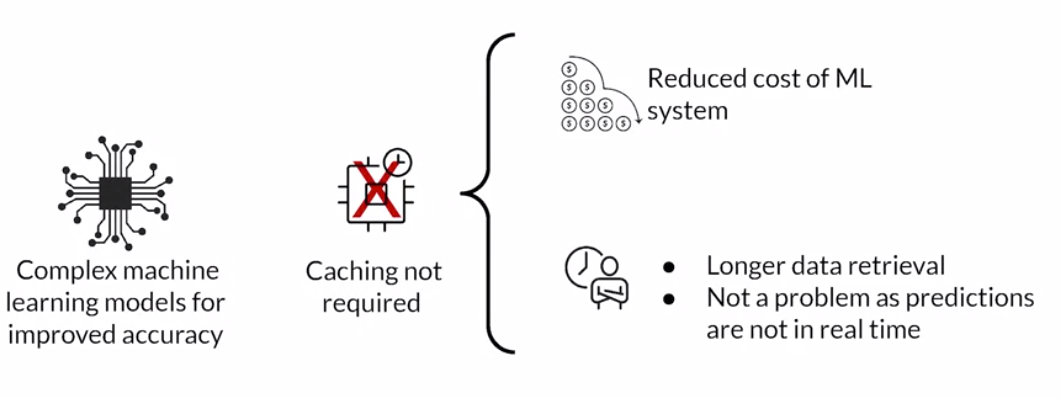 Complex machine
learning models for
improved accuracy
Caching not
required
Reduced cost of ML
system
● Longer data retrieval
● Not a problem as predictions
are not in real time